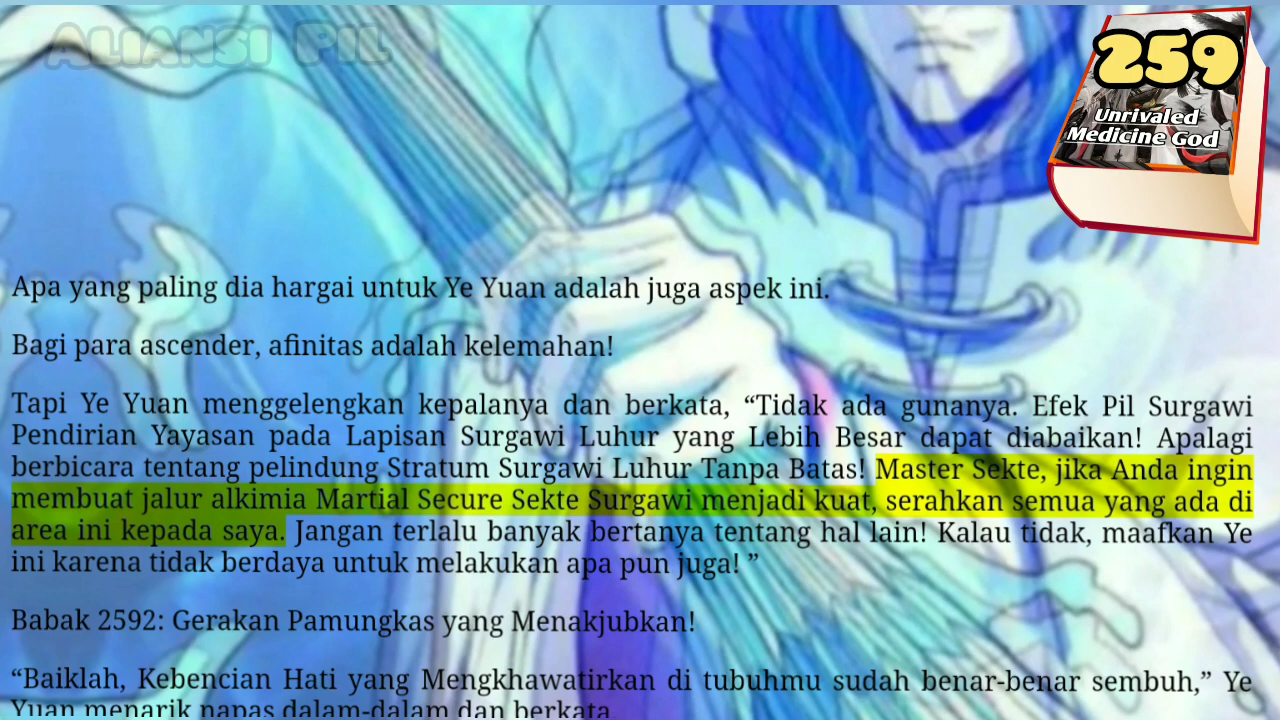 ALIANSI PIL
259
Unrivaled
Medicine God
Apa yang paling dia hargai untuk Ye Yuan adalah juga aspek ini.
Bagi para ascender, afinitas adalah kelemahan!
Tapi Ye Yuan menggelengkan kepalanya dan berkata, “Tidak ada gunanya. Efek Pil Surgawi
Pendirian Yayasan pada Lapisan Surgawi Luhur yang Lebih Besar dapat diabaikan! Apalagi
berbicara tentang pelindung Stratum Surgawi Luhur Tanpa Batas! Master Sekte, jika Anda ingin
membuat jalur alkimia Martial Secure Sekte Surgawi menjadi kuat, serahkan semua yang ada di
area ini kepada saya. Jangan terlalu banyak bertanya tentang hal lain! Kalau tidak, maafkan Ye
ini karena tidak berdaya untuk melakukan apa pun juga! ”
Babak 2592: Gerakan Pamungkas yang Menakjubkan!
“Baiklah, Kebencian Hati yang Mengkhawatirkan di tubuhmu sudah benar-benar sembuh,” Ye
Yuan menarik napas dalam-dalam dan berkata.